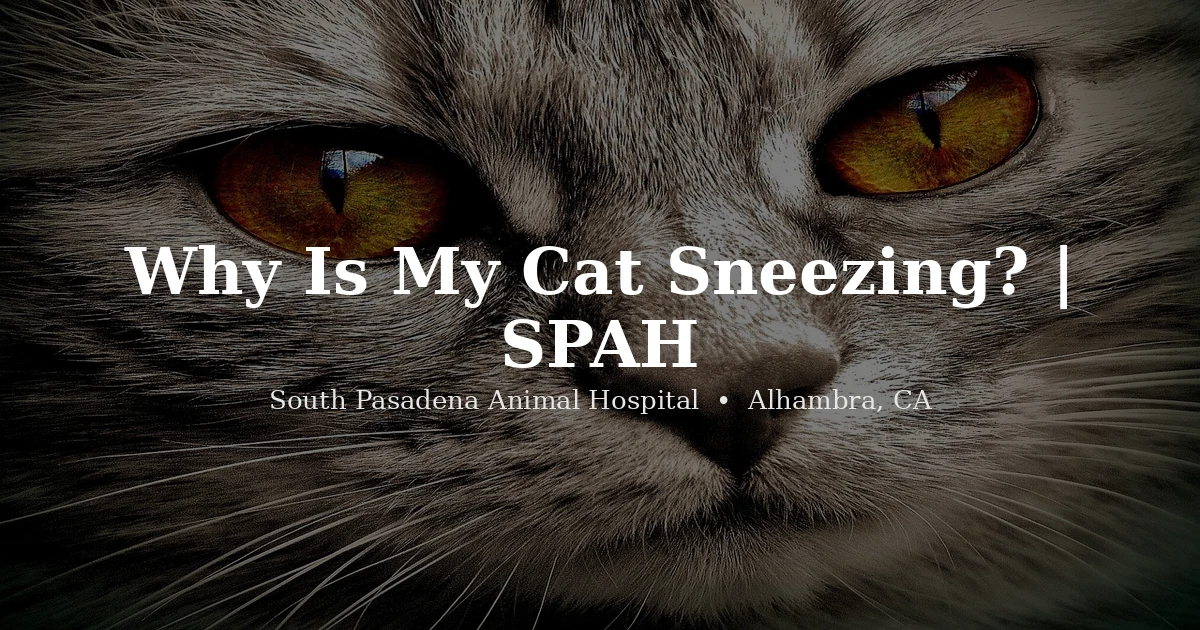 Why Is My Cat Sneezing? |
SPAH
South Pasadena Animal Hospital • Alhambra, CA